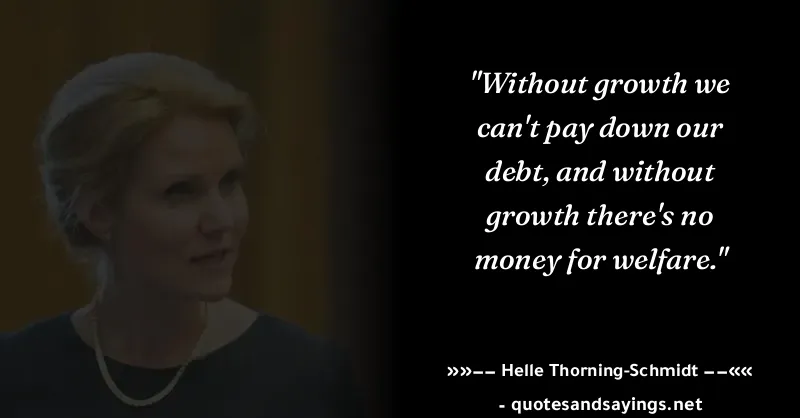 "Without growth we
can't pay down our
debt, and without
growth there's no
money for welfare."
»»−− Helle Thorning-Schmidt −−««
- quotesandsayings.net